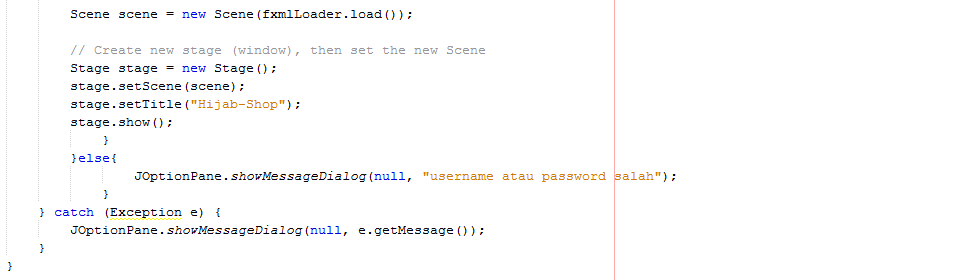 Scene scene = new Scene(fxmlLoader.load());
// Create new stage (window), then set the new Scene
Stage stage = new Stage();
stage.setScene(scene);
stage.setTitle("Hijab-Shop");
stage.show();
}
}else{
JOptionPane.showMessageDialog(null, "username atau password salah");
}
} catch (Exception e) {
JOptionPane.showMessageDialog(null, e.getMessage());
}
}